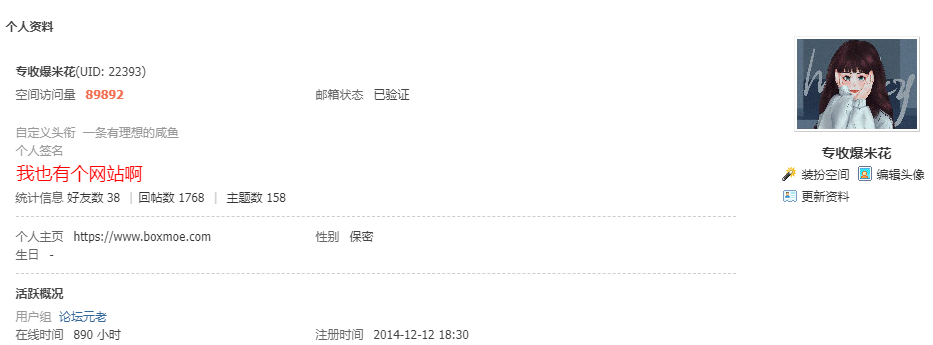 个人资料
专收爆米花(UID: 22393)
空间访问量 89892 邮箱状态 已验证
自定义头衔 一条有理想的咸鱼
个人签名
我也有个网站啊
统计信息 好友数 38 | 回帖数 1768 | 主题数 158
个人主页 https://www.boxmoe.com 性别 保密
生日 -
活跃概况
用户组 论坛元老
在线时间 890 小时 注册时间 2014-12-12 18:30
专收爆米花
装扮空间 编辑头像
更新资料